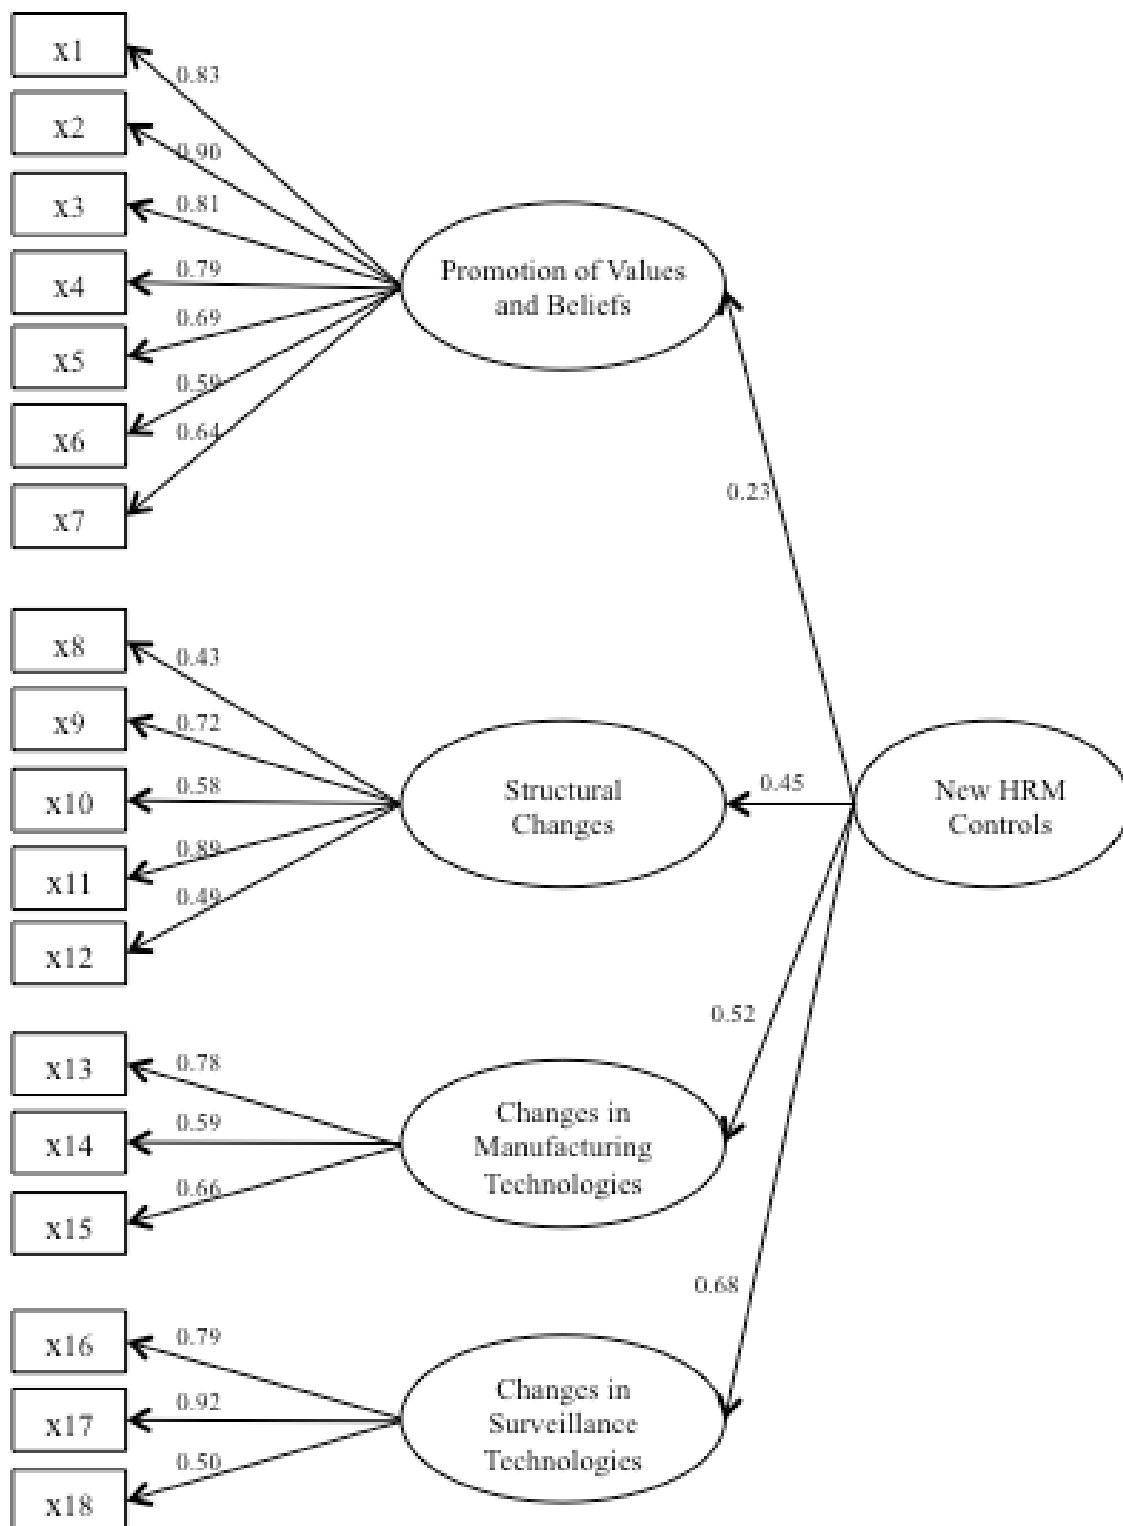 x1
0.83
x2
0.90
x3
0.81
x4
0.79
x5
0.69
x6
0.59
x7
0.64
Promotion of Values
and Beliefs
0.23
x8
0.43
x9
0.72
x10
0.58
x11
0.89
x12
0.49
Structural
Changes
0.45
New HRM
Controls
x13
0.78
x14
0.59
x15
0.66
Changes in
Manufacturing
Technologies
0.52
x16
0.79
x17
0.92
x18
0.50
Changes in
Surveillance
Technologies
0.68